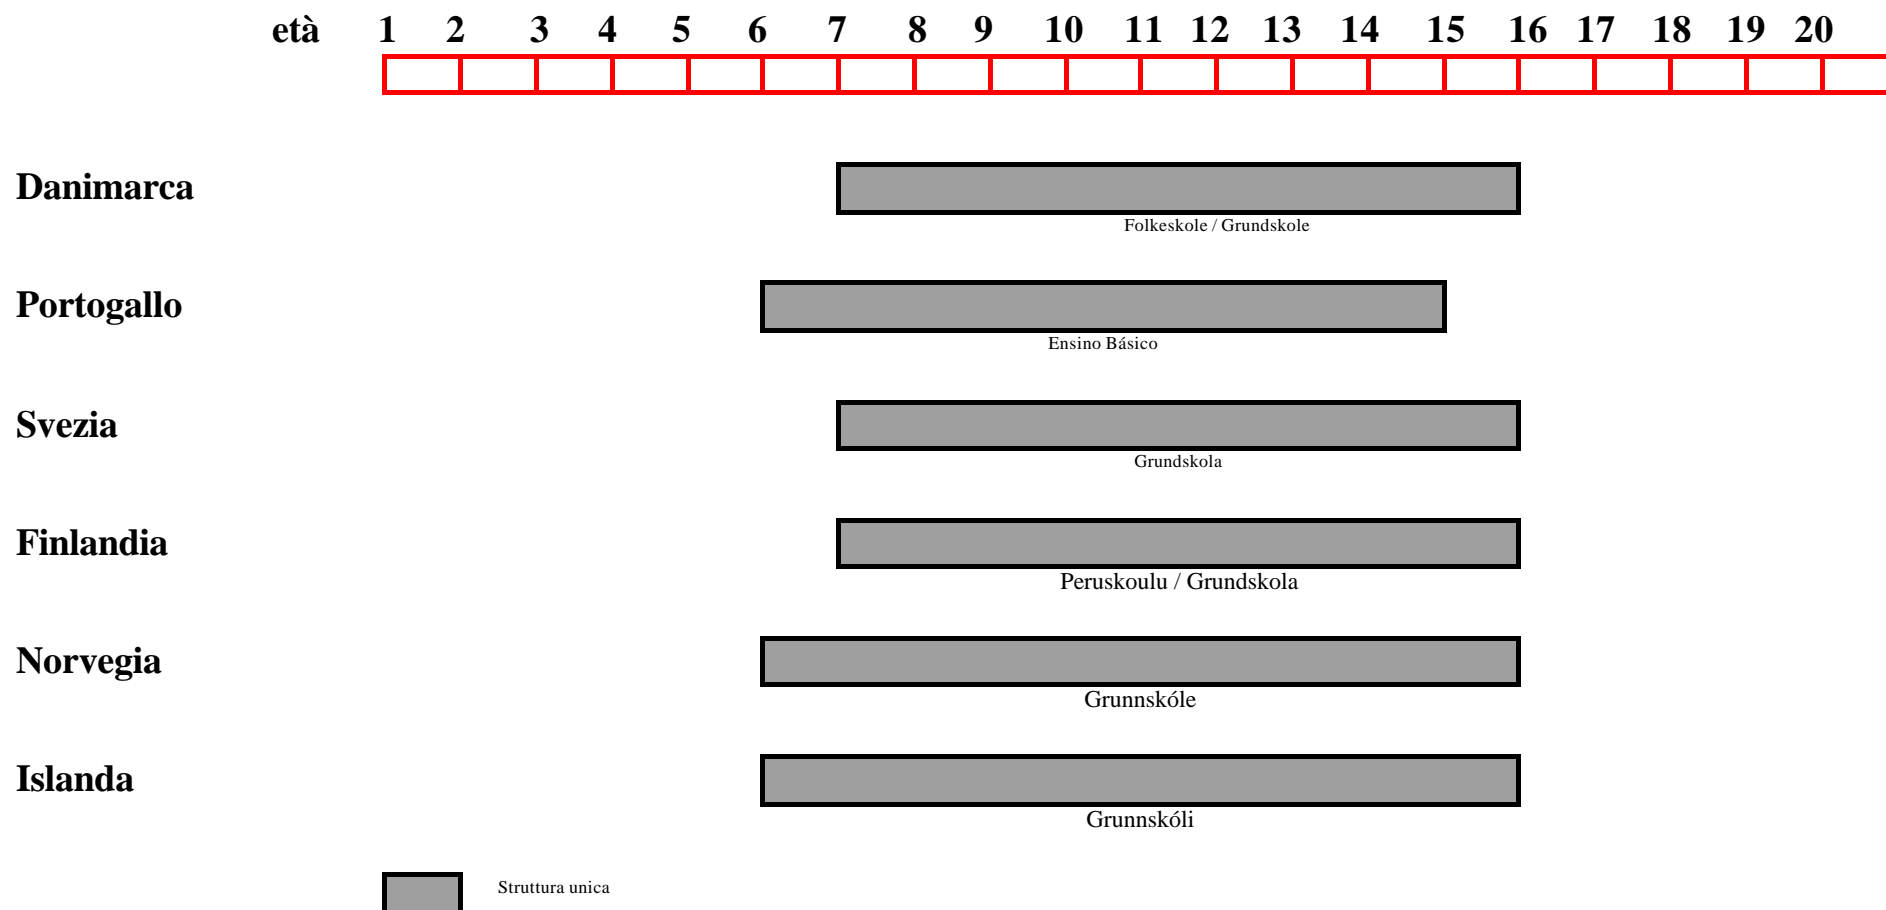 età 1 2 3 4 5 6 7 8 9 10 11 12 13 14 15 16 17 18 19 20
Danimarca
Folkeskole / Grundskole
Portogallo
Ensino Básico
Svezia
Grundskola
Finlandia
Peruskoulu / Grundskola
Norvegia
Grunnskóle
Islanda
Grunnskóli
Struttura unica